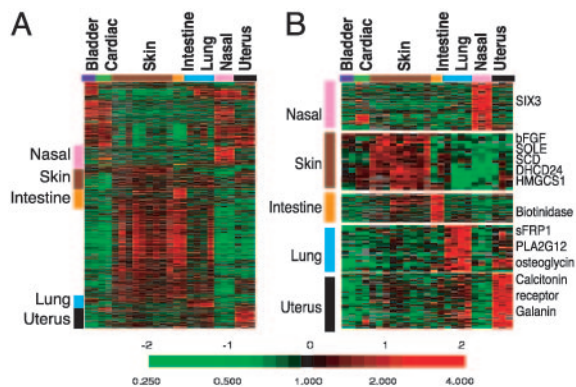 A
Bladder
Cardiac
Skin
Intestine
Lung
Nasal
Uterus
Nasal
Skin
Intestine
Lung
Uterus
B
Bladder
Cardiac
Skin
Intestine
Lung
Nasal
Uterus
Nasal
SIX3
Skin
bFGF
SOLE
SCD
DHCD24
HMGCS1
Intestine
Biotinidase
Lung
sFRP1
PLA2G12
osteoglycin
Uterus
Calcitonin
receptor
Galanin
-2 -1 0 1 2
0.250 0.500 1.000 2.000 4.000